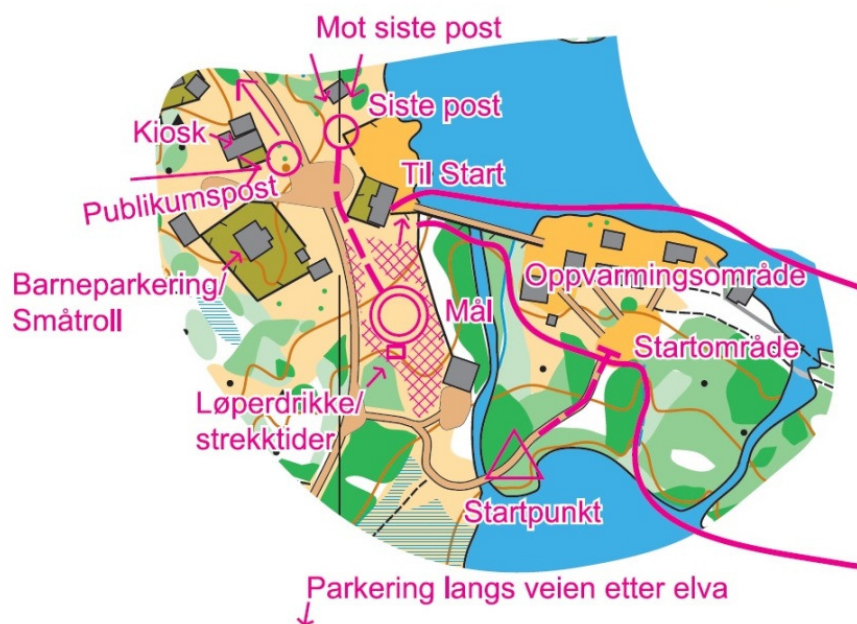 Mot siste post
Siste post
Kiosk
Til Start
Publikumspost
Oppvarmingsområde
Barneparkering/
Småtroll
Mål
Startområde
Løperdrikke/
strekktider
Startpunkt
Parkering langs veien etter elva